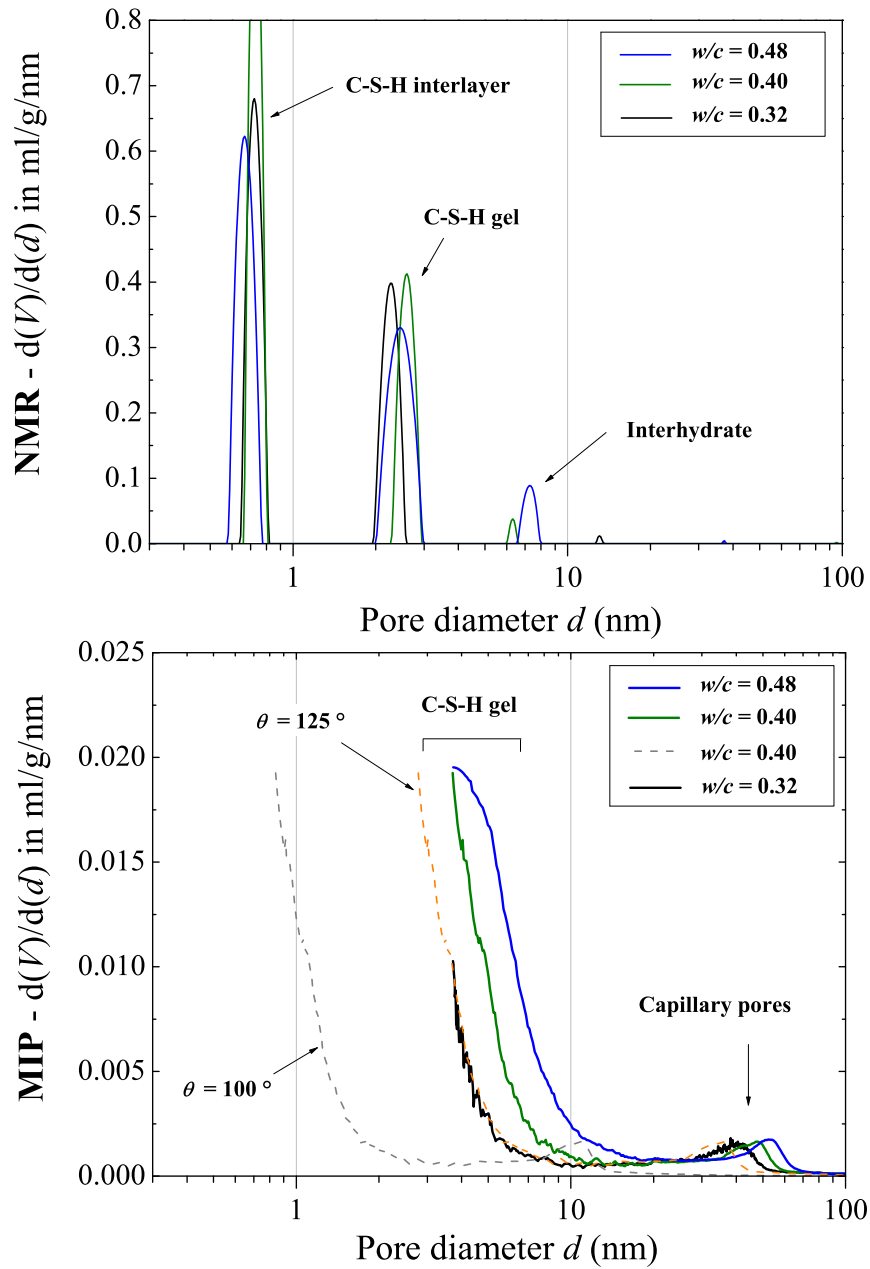 0.8
0.7
0.6
0.5
0.4
0.3
0.2
0.1
0.0
NMR - d(V)/d(d) in ml/g/nm
w/c = 0.48
w/c = 0.40
w/c = 0.32
C-S-H interlayer
C-S-H gel
Interhydrate
1 10 100
Pore diameter d (nm)
0.025
0.020
0.015
0.010
0.005
0.000
MIP - d(V)/d(d) in ml/g/nm
w/c = 0.48
w/c = 0.40
w/c = 0.40
w/c = 0.32
C-S-H gel
θ = 125 °
Capillary pores
θ = 100 °
1 10 100
Pore diameter d (nm)